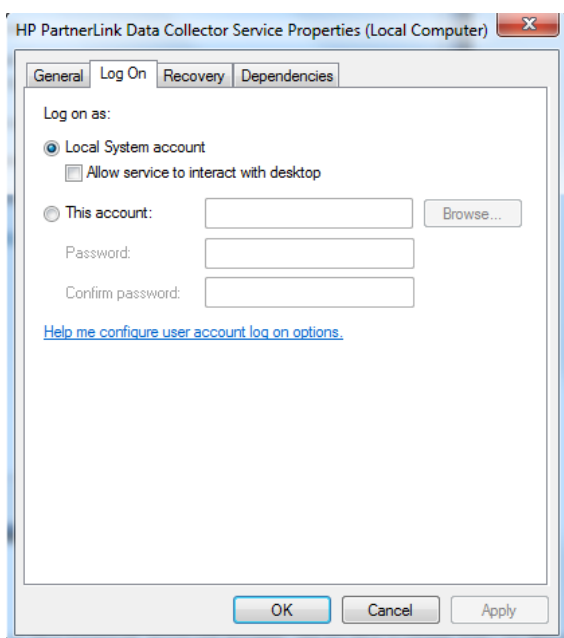 HP PartnerLink Data Collector Service Properties (Local Computer)
General Log On Recovery Dependencies
Log on as:
Local System account
Allow service to interact with desktop
This account: Browse...
Password:
Confirm password:
Help me configure user account log on options.
OK Cancel Apply